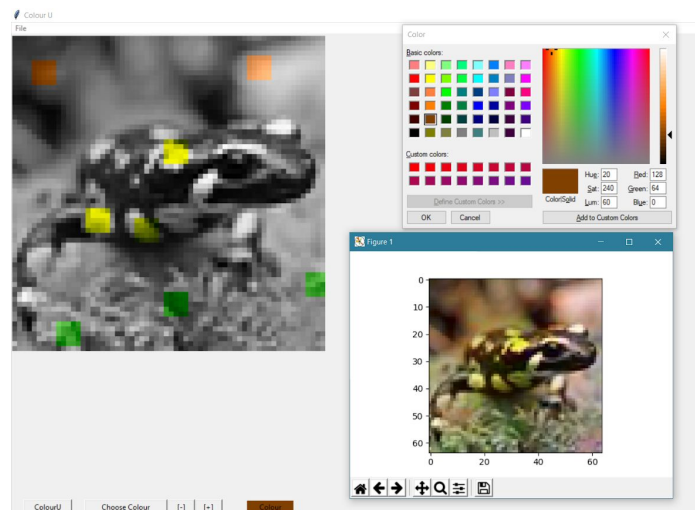 Colour U
File
Color
Basic colors:
Custom colors:
Define Custom Colors >>
OK Cancel
Color|Solid
Hue: 20 Red: 128
Sat: 240 Green: 64
Lum: 60 Blue: 0
Add to Custom Colors
Figure 1
0
10
20
30
40
50
60
0 20 40 60
ColourU Choose Colour [-] [+] Colour